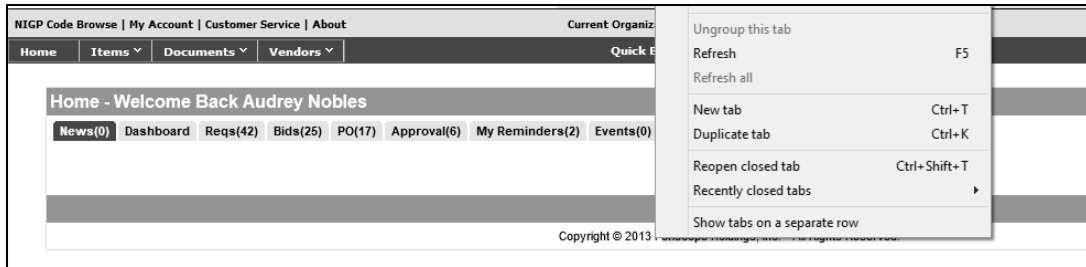 NIGP Code Browse | My Account | Customer Service | About
Current Organiz
Home Items Documents Vendors
Quick
Home - Welcome Back Audrey Nobles
News(0) Dashboard Reqs(42) Bids(25) PO(17) Approval(6) My Reminders(2) Events(0)
Ungroup this tab
Refresh F5
Refresh all
New tab Ctrl+T
Duplicate tab Ctrl+K
Reopen closed tab Ctrl+Shift+T
Recently closed tabs
Show tabs on a separate row
Copyright © 2013